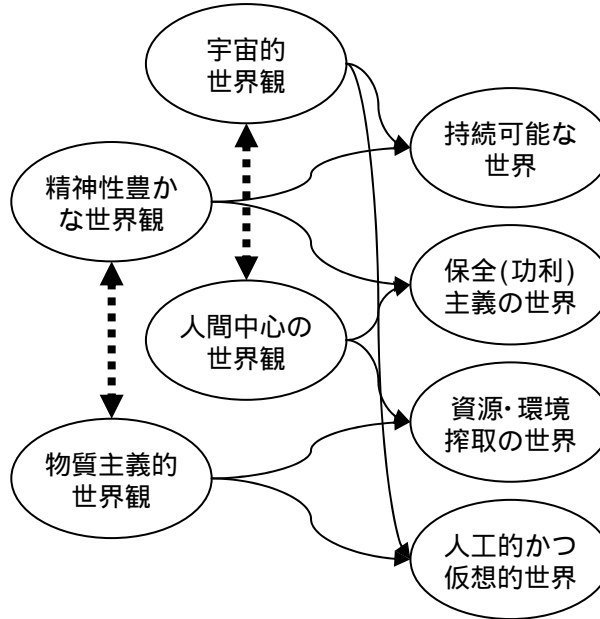 宇宙的
世界観
持続可能な
世界
精神性豊か
な世界観
保全(功利)
主義の世界
人間中心の
世界観
資源・環境
搾取の世界
物質主義的
世界観
人工的かつ
仮想的世界